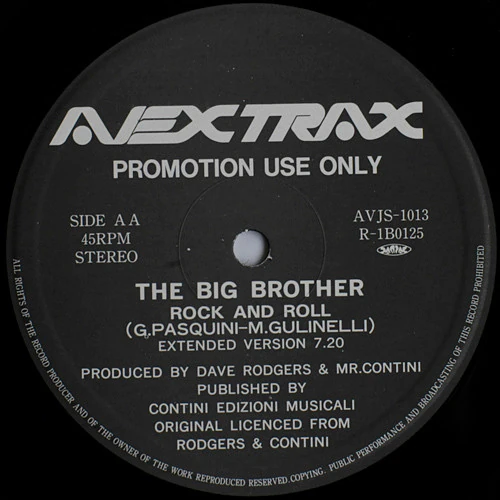 AVEX TRAX
PROMOTION USE ONLY
SIDE A A
45RPM
STEREO
AVJS-1013
R-1B0125
THE BIG BROTHER
ROCK AND ROLL
(G.PASQUINI-M.GULINELLI)
EXTENDED VERSION 7.20
PRODUCED BY DAVE RODGERS & MR.CONTINI
PUBLISHED BY
CONTINI EDIZIONI MUSICALI
ORIGINAL LICENCED FROM
RODGERS & CONTINI
ALL RIGHTS OF THE RECORD PRODUCER AND OF THE OWNER OF THE WORK REPRODUCED RESERVED.COPYING. PUBLIC PERFORMANCE AND BROADCASTING OF THIS RECORD PROHIBITED